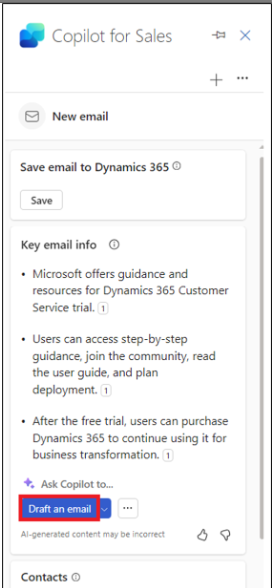 Copilot for Sales
New email
Save email to Dynamics 365
Save
Key email info
• Microsoft offers guidance and
resources for Dynamics 365 Customer
Service trial. 1
• Users can access step-by-step
guidance, join the community, read
the user guide, and plan
deployment. 1
• After the free trial, users can purchase
Dynamics 365 to continue using it for
business transformation. 1
Ask Copilot to...
Draft an email
AI-generated content may be incorrect
Contacts